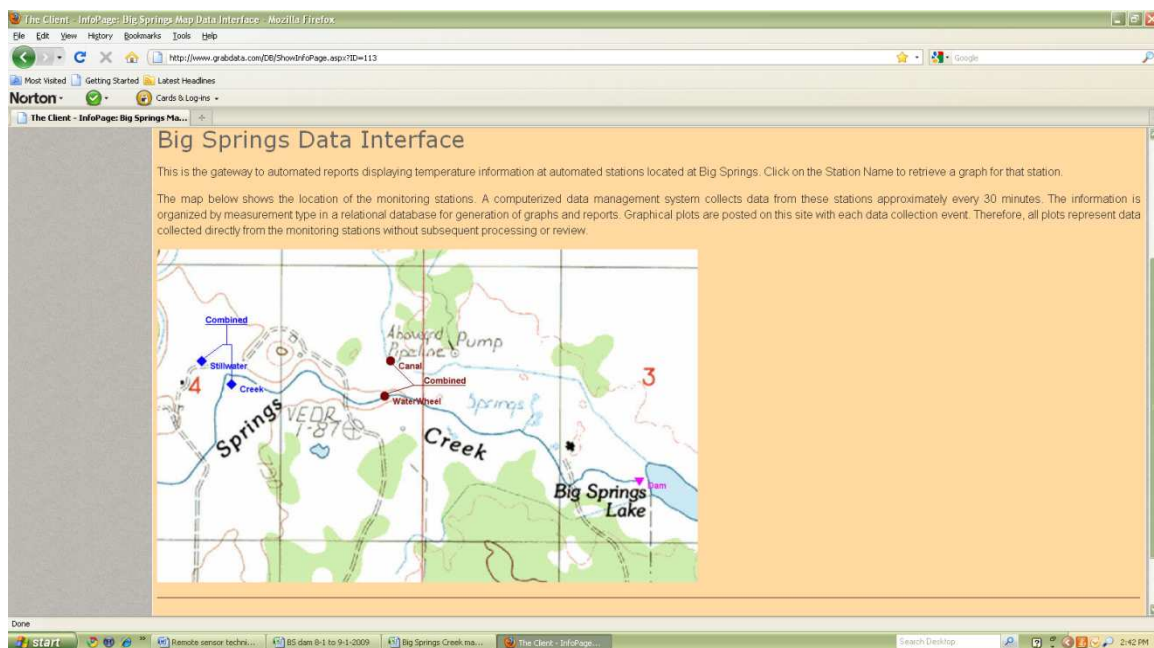 The Client - InfoPage: Big Springs Map Data Interface - Mozilla Firefox
File Edit View History Bookmarks Tools Help
http://www.grabdata.com/DB/ShowInfoPage.aspx?ID=113
Google
Most Visited Getting Started Latest Headlines
Norton Cards & Log-ins
The Client - InfoPage: Big Springs Ma...
Big Springs Data Interface
This is the gateway to automated reports displaying temperature information at automated stations located at Big Springs. Click on the Station Name to retrieve a graph for that station.
The map below shows the location of the monitoring stations. A computerized data management system collects data from these stations approximately every 30 minutes. The information is
organized by measurement type in a relational database for generation of graphs and reports. Graphical plots are posted on this site with each data collection event. Therefore, all plots represent data
collected directly from the monitoring stations without subsequent processing or review.
Combined
Pump
Pipeline
Stillwater
Canal
4
Creek
Combined
3
WaterWheel
Springs
Springs
VEDR
1-87
Creek
Dam
Big Springs
Lake
Done
start
Remote sensor techni...
BS dam 8-1 to 9-1-2009
Big Springs Creek ma...
The Client - InfoPage...
Search Desktop
2:42 PM